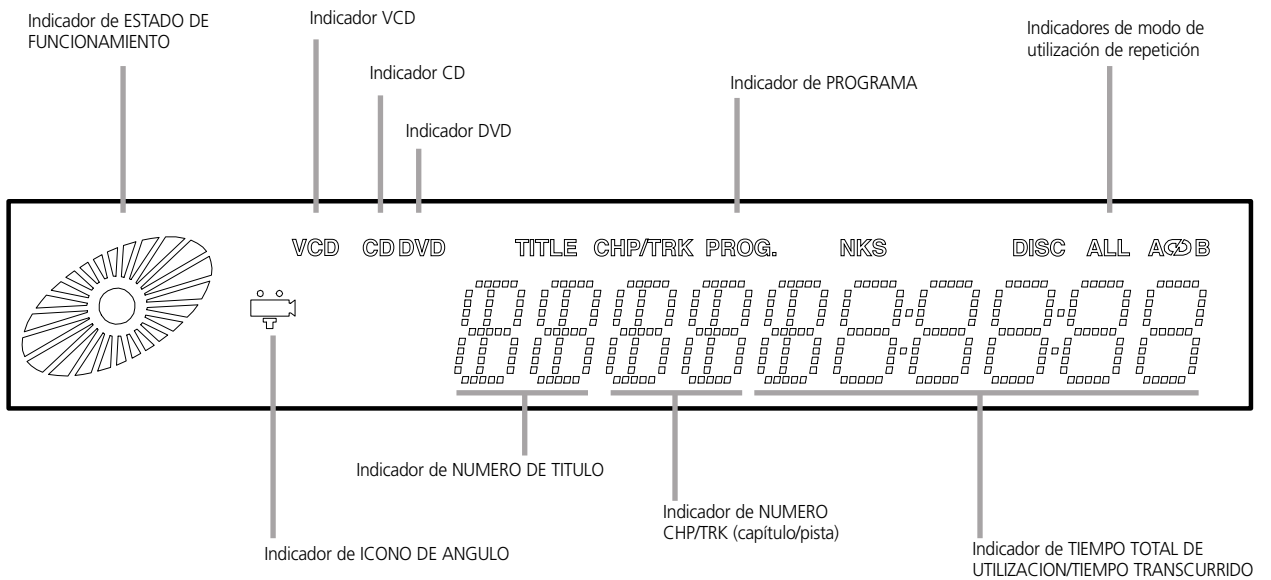 Indicador de ESTADO DE
FUNCIONAMIENTO
Indicador VCD
Indicador CD
Indicador DVD
Indicador de PROGRAMA
Indicadores de modo de
utilización de repetición
VCD CD DVD TITLE CHP/TRK PROG. NKS DISC ALL A B
Indicador de NUMERO DE TITULO
Indicador de ICONO DE ANGULO
Indicador de NUMERO
CHP/TRK (capítulo/pista)
Indicador de TIEMPO TOTAL DE
UTILIZACION/TIEMPO TRANSCURRIDO